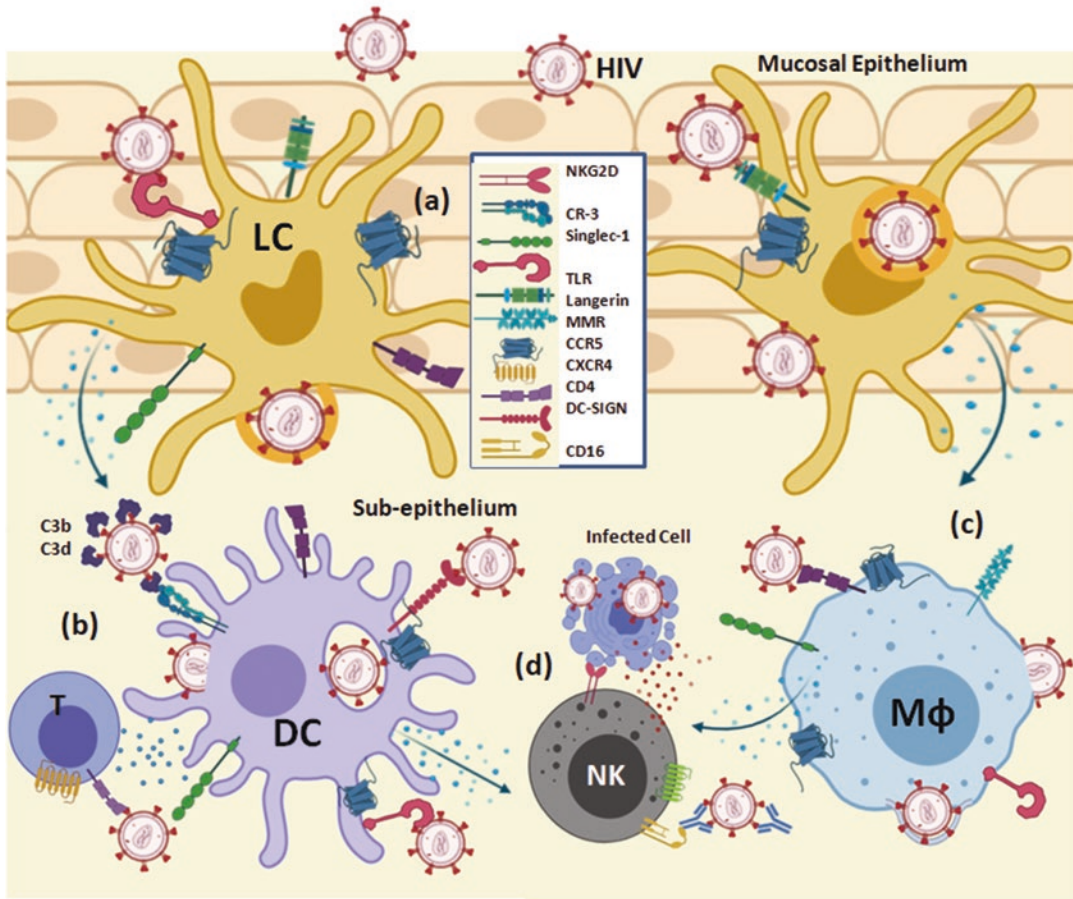 HIV
Mucosal Epithelium
(a)
LC
NKG2D
CR-3
Singlec-1
TLR
Langerin
MMR
CCR5
CXCR4
CD4
DC-SIGN
CD16
Sub-epithelium
C3b
C3d
(b)
T
DC
Infected Cell
(c)
(d)
NK
Mϕ